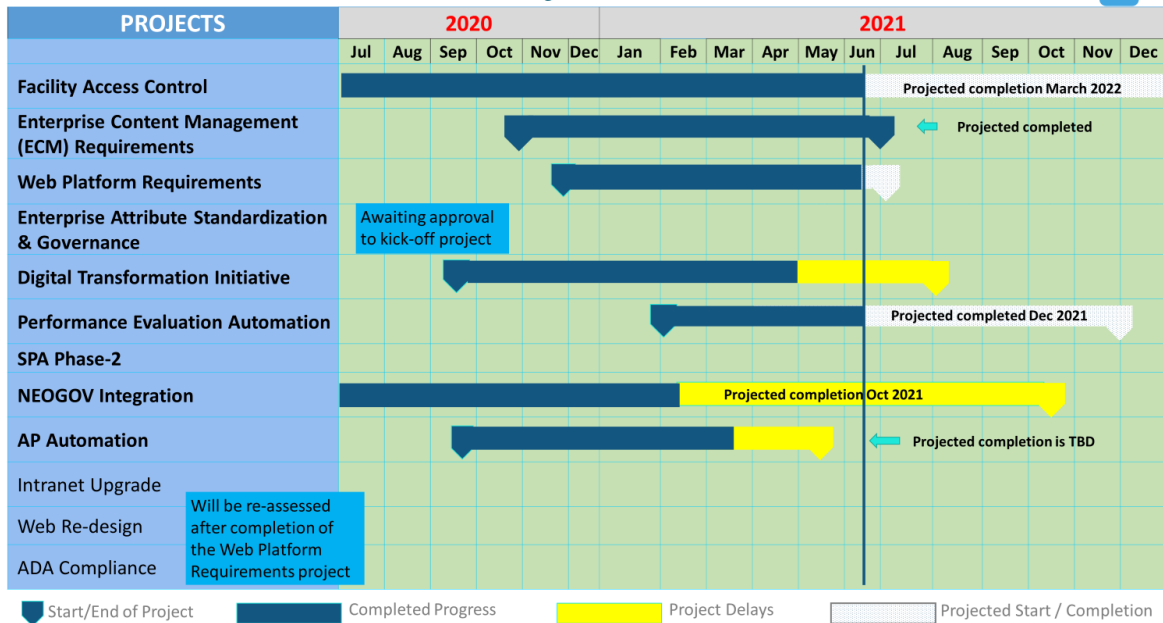 PROJECTS
2020
2021
Jul Aug Sep Oct Nov Dec Jan Feb Mar Apr May Jun Jul Aug Sep Oct Nov Dec
Facility Access Control
Projected completion March 2022
Enterprise Content Management
(ECM) Requirements
Projected completed
Web Platform Requirements
Enterprise Attribute Standardization
& Governance
Awaiting approval
to kick-off project
Digital Transformation Initiative
Performance Evaluation Automation
Projected completed Dec 2021
SPA Phase-2
NEOGOV Integration
Projected completion Oct 2021
AP Automation
Projected completion is TBD
Intranet Upgrade
Web Re-design
ADA Compliance
Will be re-assessed
after completion of
the Web Platform
Requirements project
Start/End of Project
Completed Progress
Project Delays
Projected Start / Completion